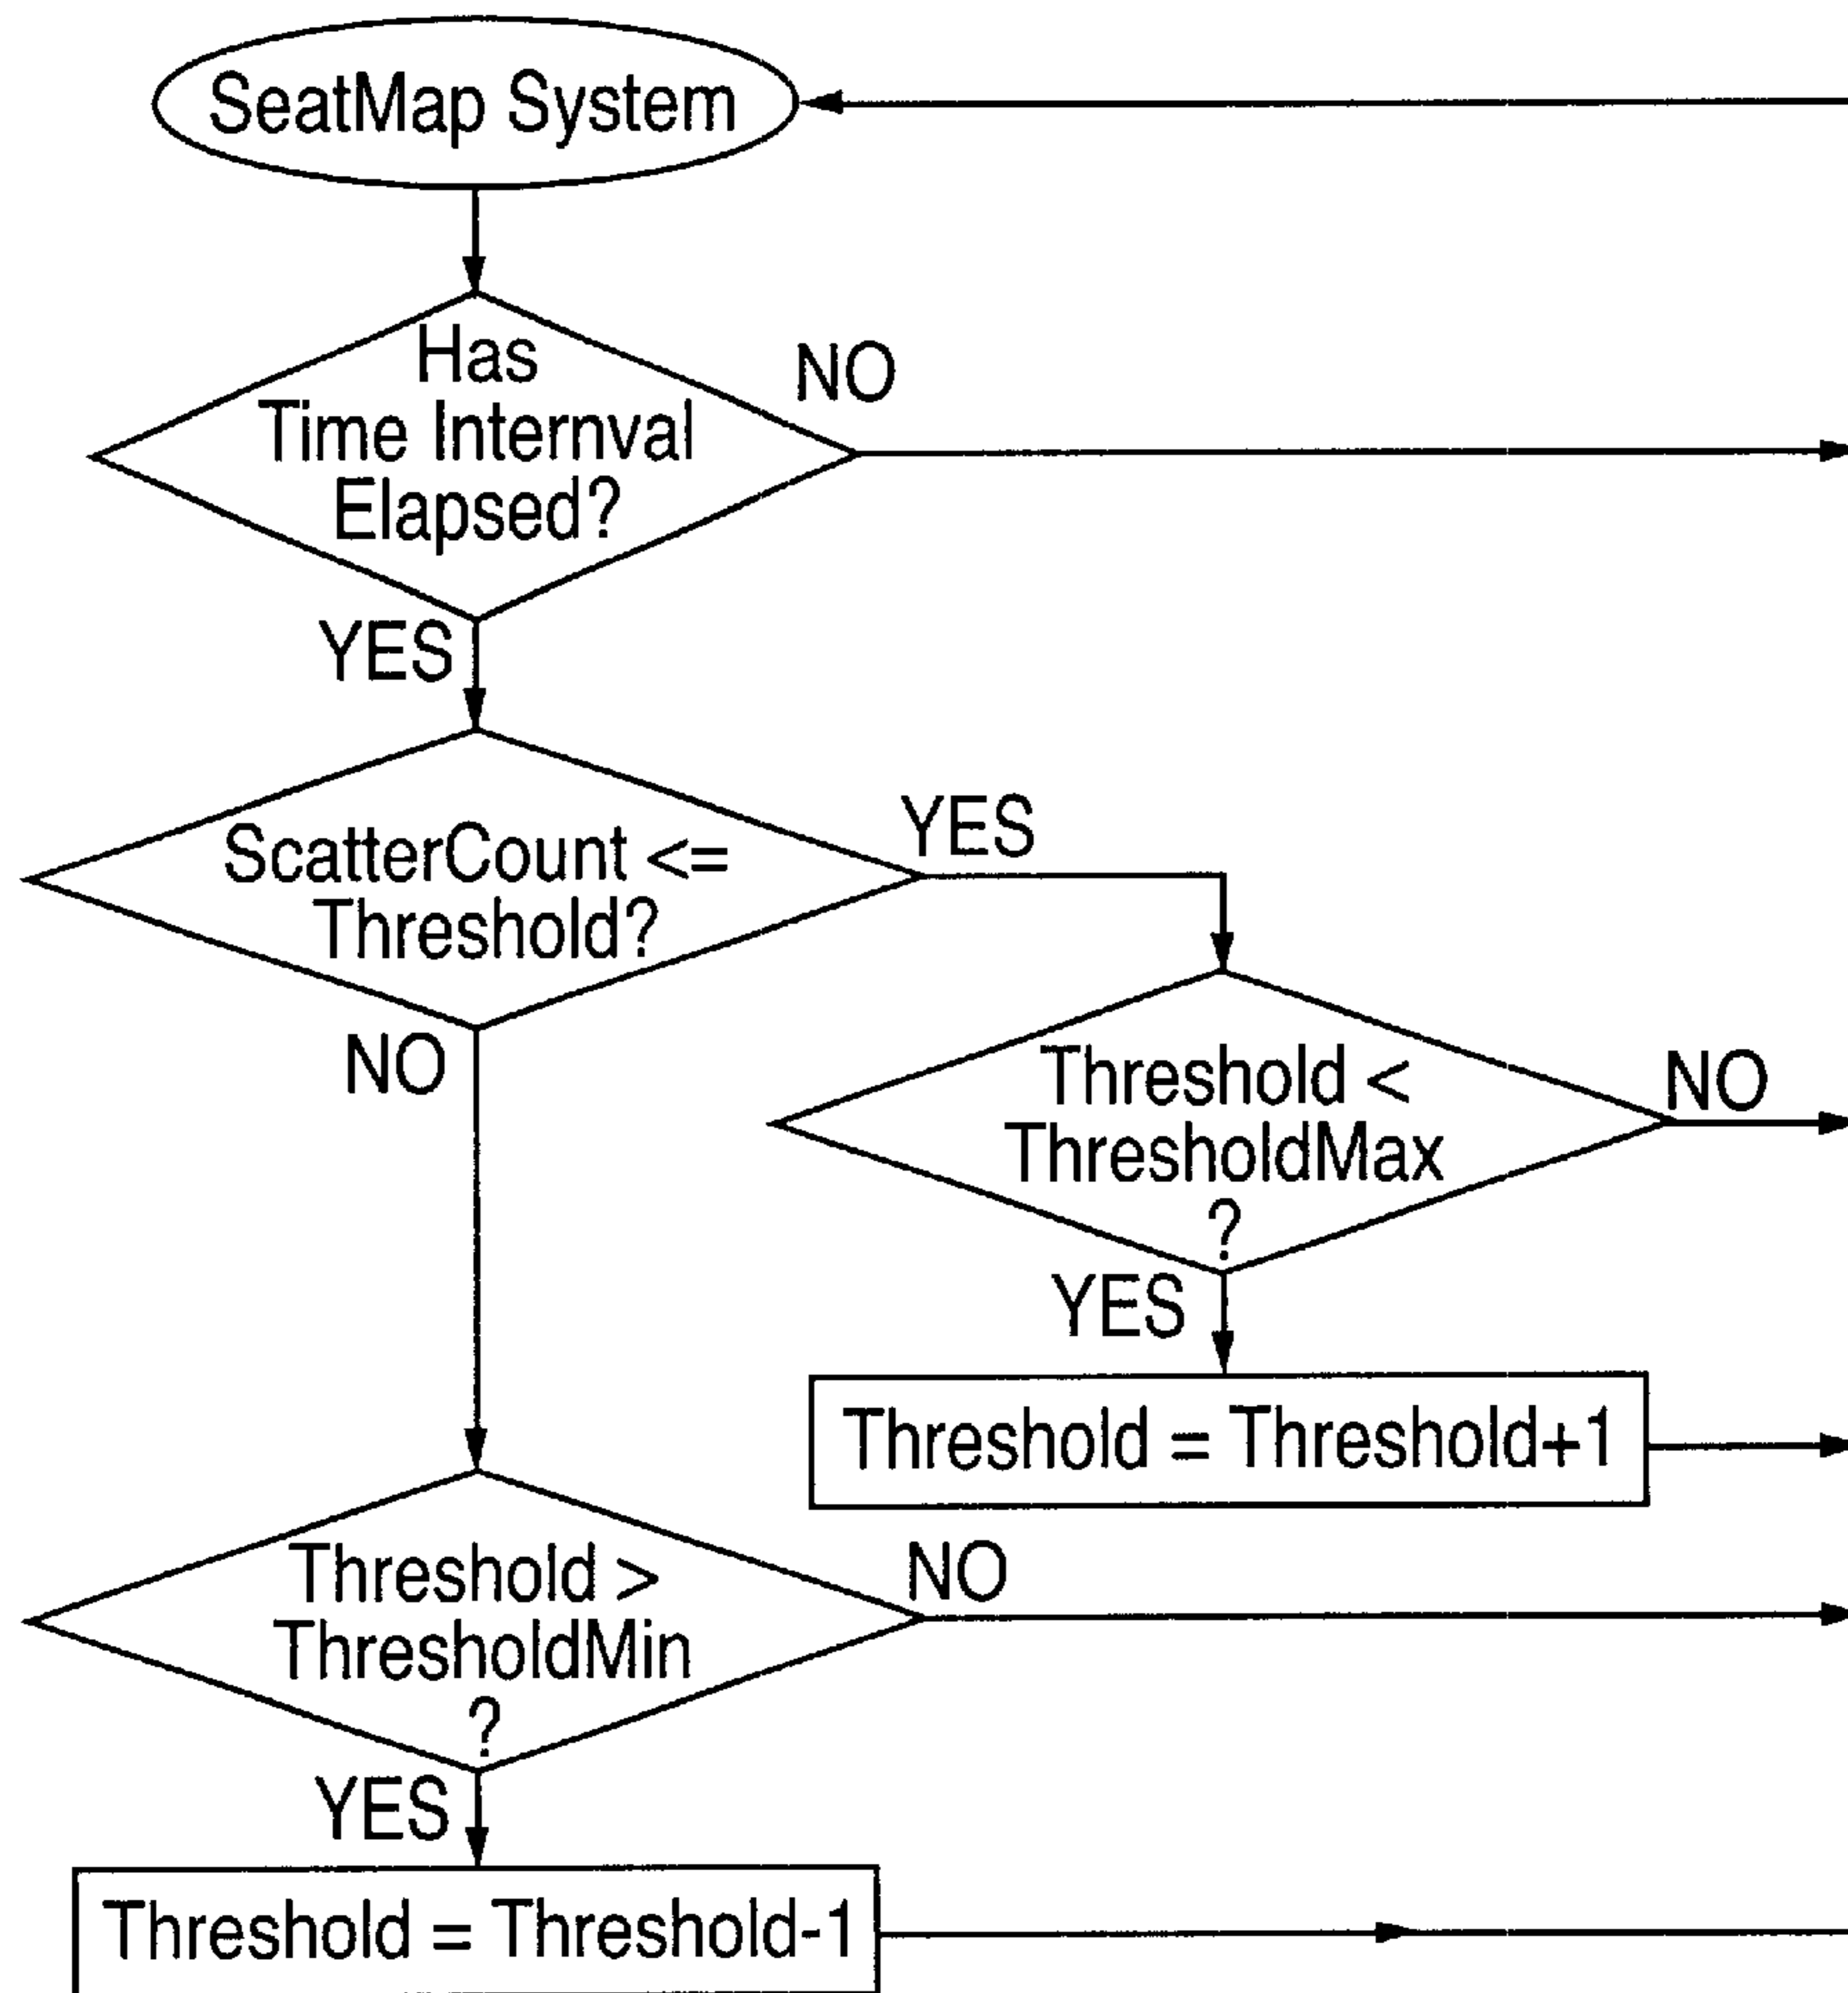 SeatMap System
Has
Time Internval
Elapsed?
NO
YES
ScatterCount <=
Threshold?
YES
NO
Threshold <
ThresholdMax
?
NO
YES
Threshold = Threshold+1
Threshold >
ThresholdMin
?
NO
YES
Threshold = Threshold-1